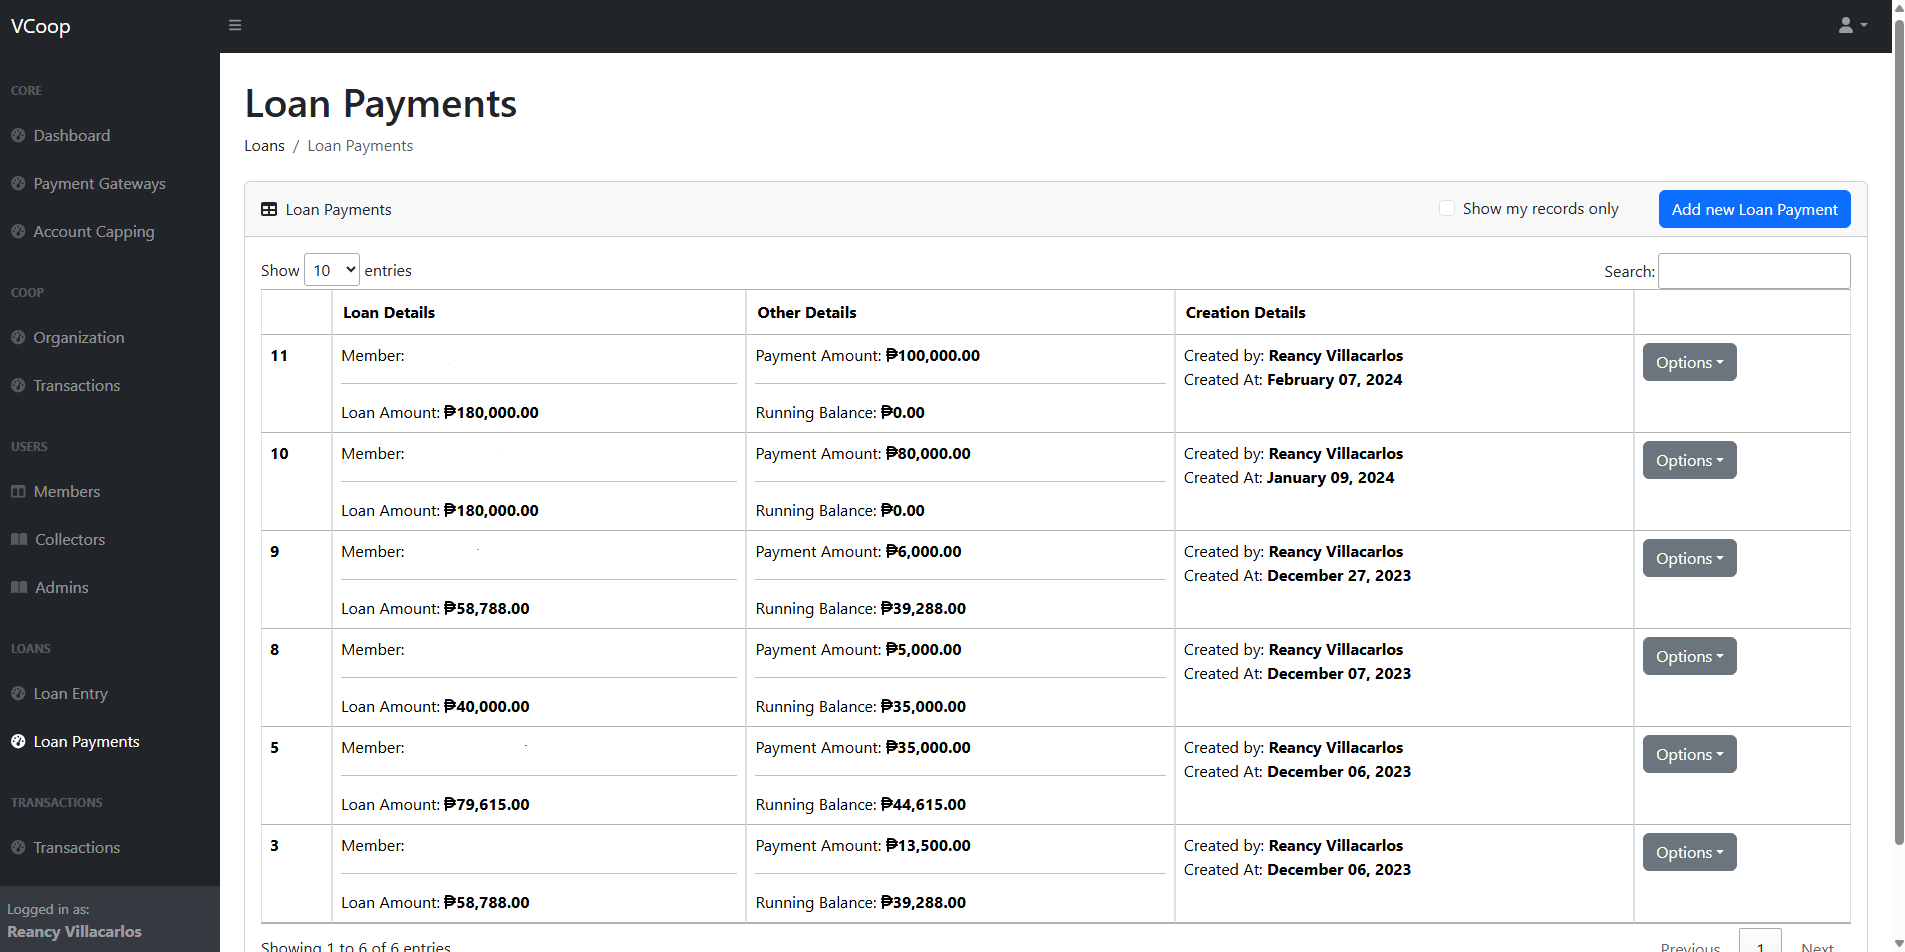 VCoop
CORE
Dashboard
Payment Gateways
Account Capping
COOP
Organization
Transactions
USERS
Members
Collectors
Admins
LOANS
Loan Entry
Loan Payments
TRANSACTIONS
Transactions
Logged in as:
Reancy Villacarlos
Loan Payments
Loans / Loan Payments
Loan Payments
Show my records only
Add new Loan Payment
Show 10 entries
Search:
Loan Details Other Details Creation Details
11 Member: Payment Amount: ₱100,000.00 Created by: Reancy Villacarlos Options
Created At: February 07, 2024
Loan Amount: ₱180,000.00 Running Balance: ₱0.00
10 Member: Payment Amount: ₱80,000.00 Created by: Reancy Villacarlos Options
Created At: January 09, 2024
Loan Amount: ₱180,000.00 Running Balance: ₱0.00
9 Member: Payment Amount: ₱6,000.00 Created by: Reancy Villacarlos Options
Created At: December 27, 2023
Loan Amount: ₱58,788.00 Running Balance: ₱39,288.00
8 Member: Payment Amount: ₱5,000.00 Created by: Reancy Villacarlos Options
Created At: December 07, 2023
Loan Amount: ₱40,000.00 Running Balance: ₱35,000.00
5 Member: Payment Amount: ₱35,000.00 Created by: Reancy Villacarlos Options
Created At: December 06, 2023
Loan Amount: ₱79,615.00 Running Balance: ₱44,615.00
3 Member: Payment Amount: ₱13,500.00 Created by: Reancy Villacarlos Options
Created At: December 06, 2023
Loan Amount: ₱58,788.00 Running Balance: ₱39,288.00
Showing 1 to 6 of 6 entries
Previous 1 Next